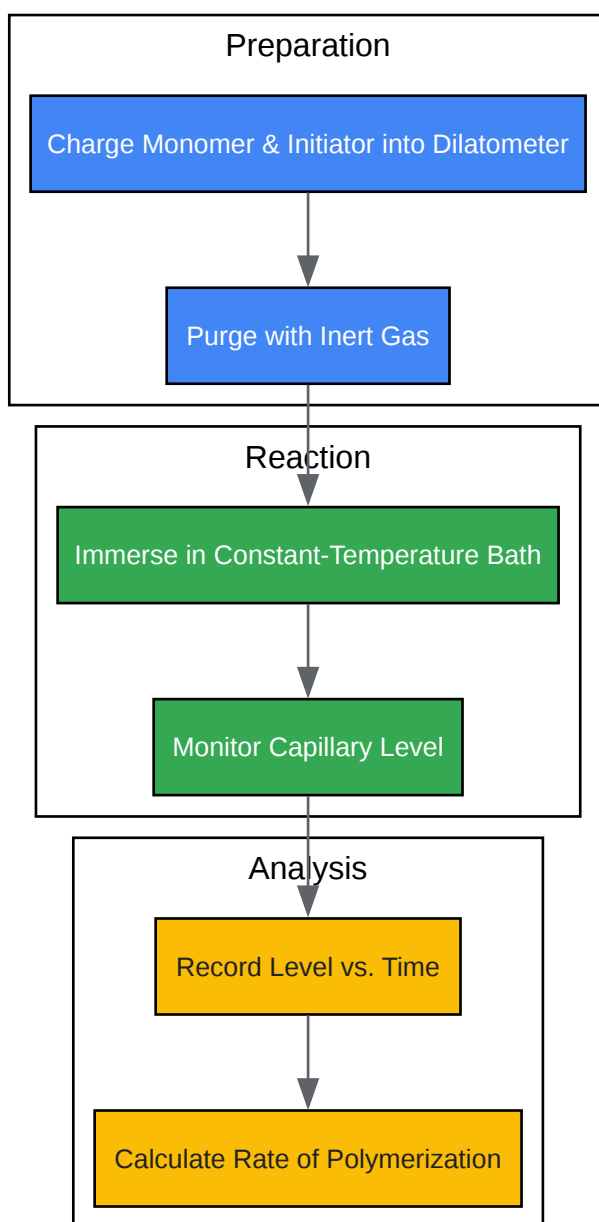 Preparation
Charge Monomer & Initiator into Dilatometer
Purge with Inert Gas
Reaction
Immerse in Constant-Temperature Bath
Monitor Capillary Level
Analysis
Record Level vs. Time
Calculate Rate of Polymerization